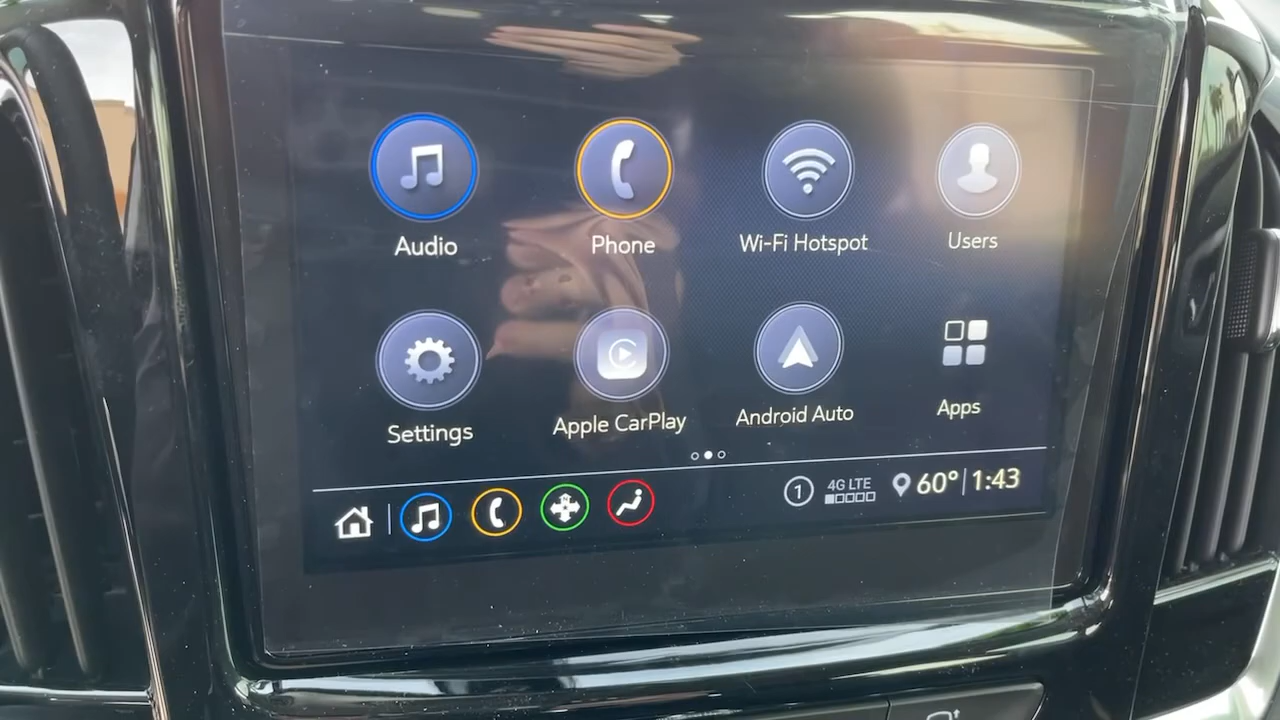 Audio
Phone
Wi-Fi Hotspot
Users
Settings
Apple CarPlay
Android Auto
Apps
1
4G LTE
60° 1:43